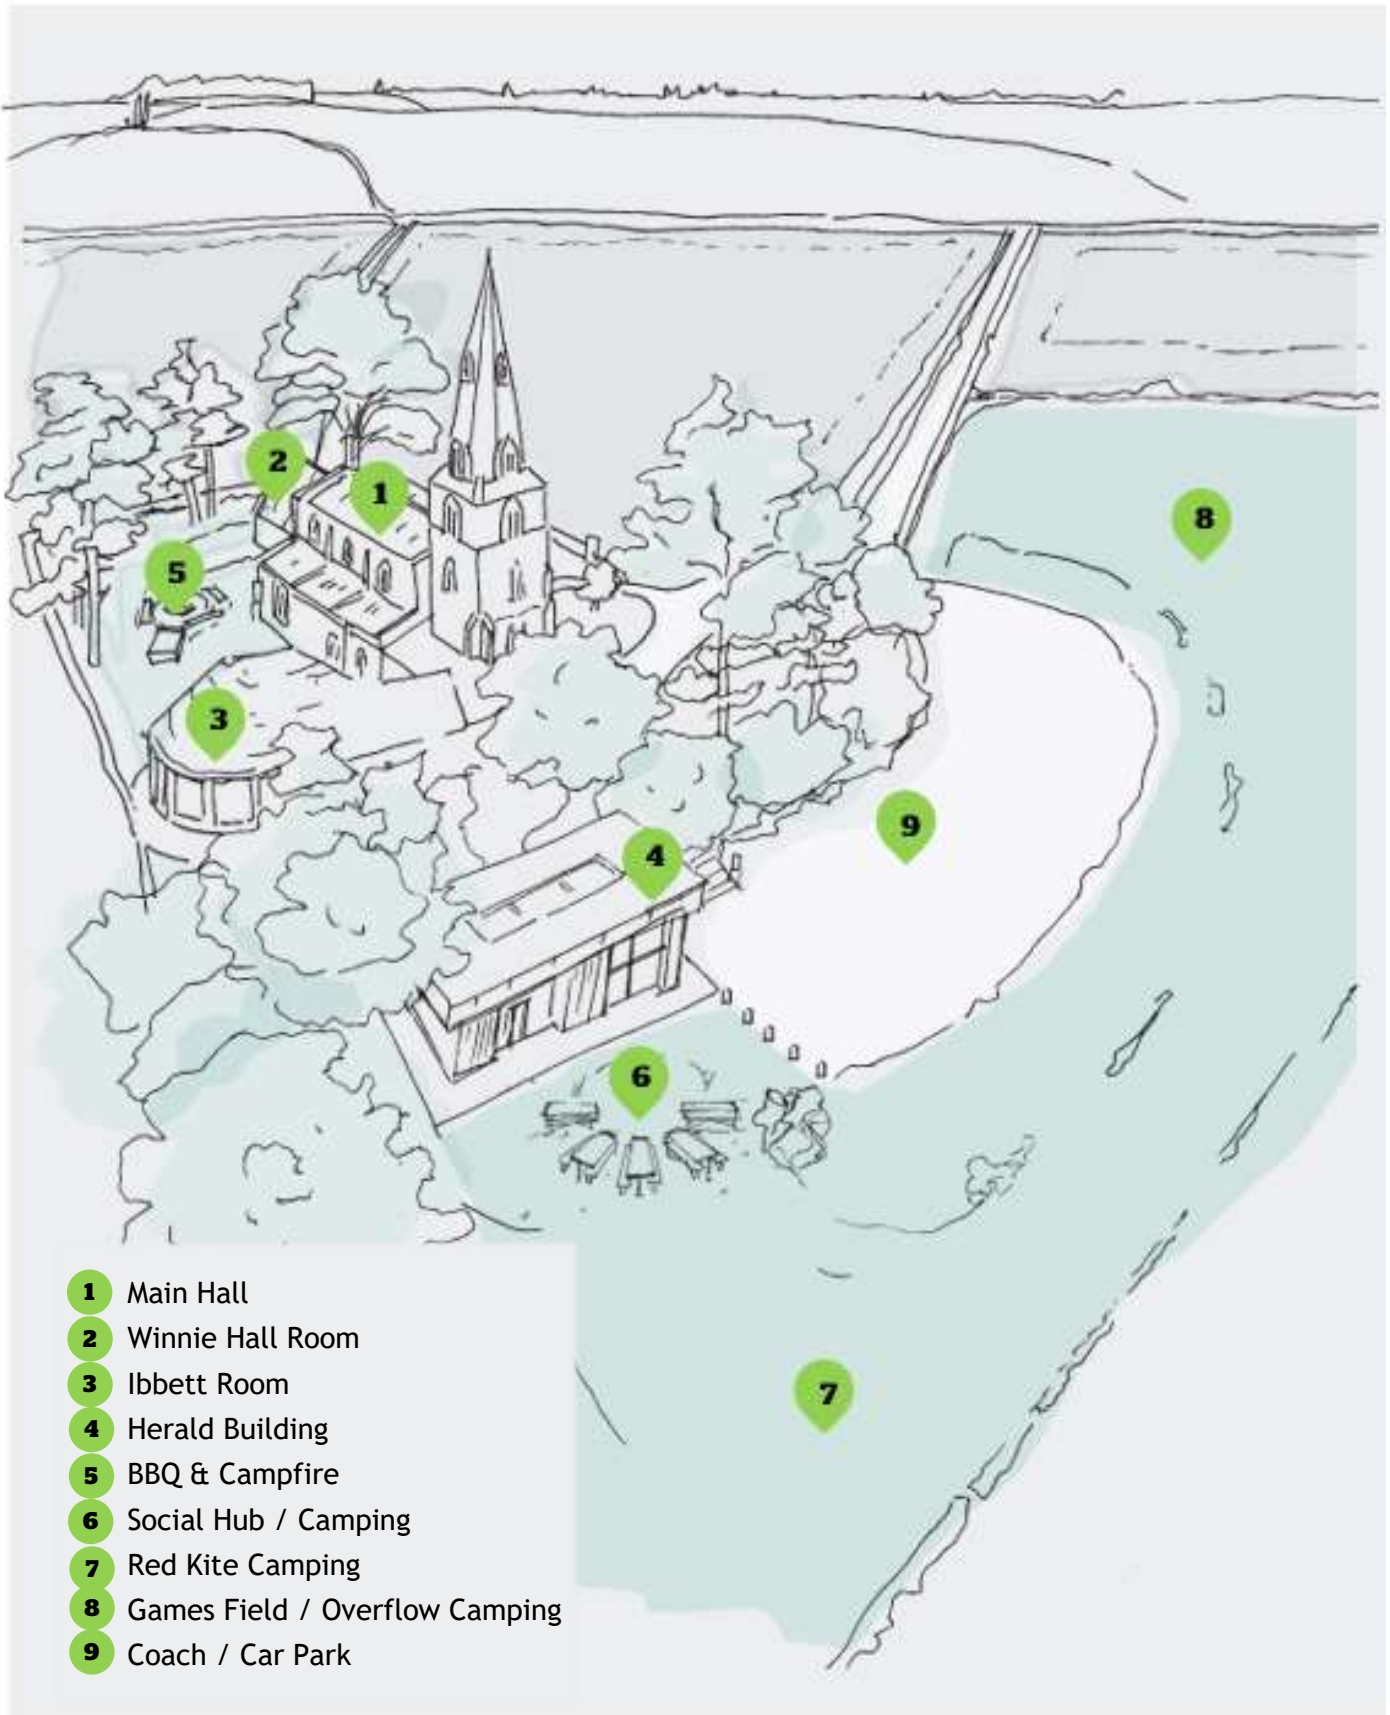 2
1
8
5
3
9
4
6
7
1 Main Hall
2 Winnie Hall Room
3 Ibbett Room
4 Herald Building
5 BBQ & Campfire
6 Social Hub / Camping
7 Red Kite Camping
8 Games Field / Overflow Camping
9 Coach / Car Park